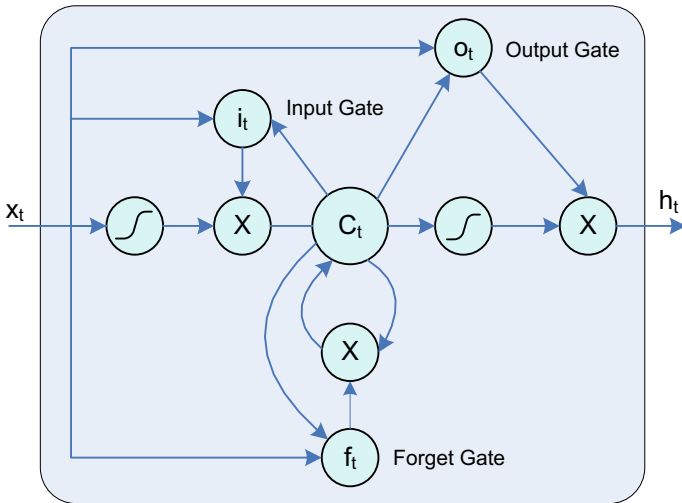 oₜ Output Gate
iₜ Input Gate
xₜ X Cₜ X hₜ
X
fₜ Forget Gate